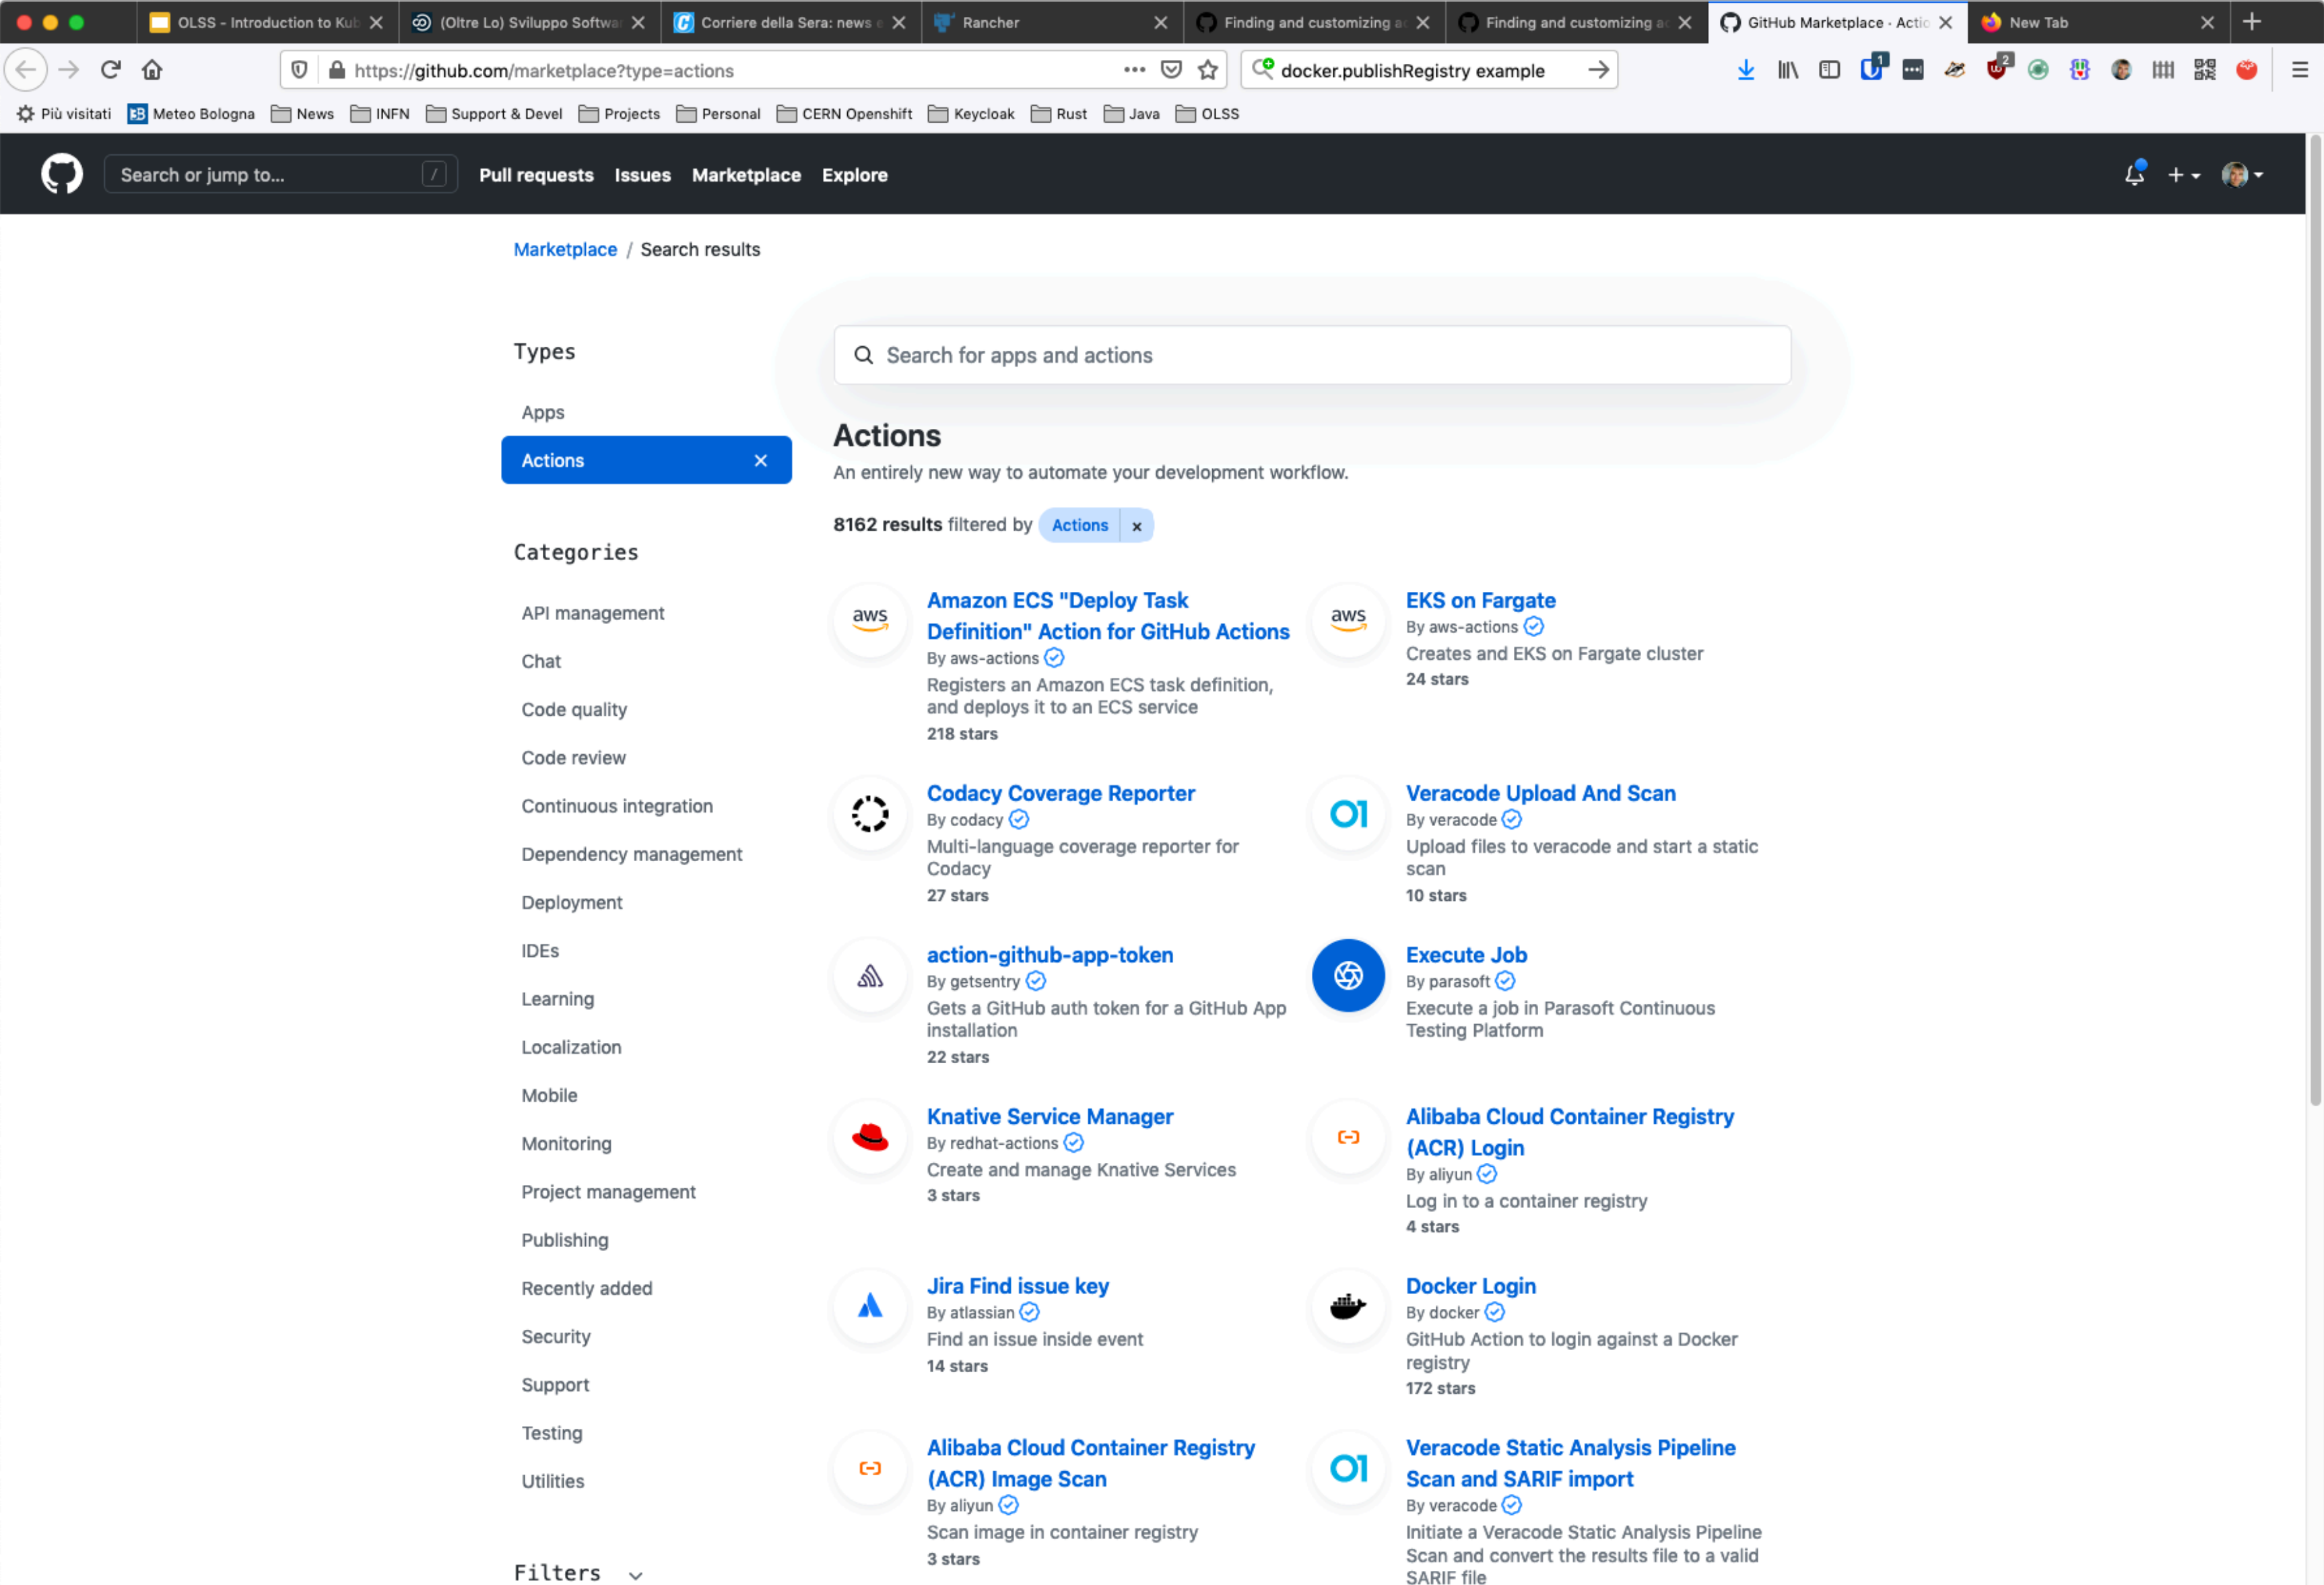 OLSS - Introduction to Kub
(Oltre Lo) Sviluppo Softwar
Corriere della Sera: news e
Rancher
Finding and customizing ac
Finding and customizing ac
GitHub Marketplace · Actio
New Tab
https://github.com/marketplace?type=actions
docker.publishRegistry example
1
2
Più visitati
Meteo Bologna
News
INFN
Support & Devel
Projects
Personal
CERN Openshift
Keycloak
Rust
Java
OLSS
Search or jump to...
/
Pull requests
Issues
Marketplace
Explore
Marketplace / Search results
Types
Apps
Actions
Categories
API management
Chat
Code quality
Code review
Continuous integration
Dependency management
Deployment
IDEs
Learning
Localization
Mobile
Monitoring
Project management
Publishing
Recently added
Security
Support
Testing
Utilities
Filters
Search for apps and actions
Actions
An entirely new way to automate your development workflow.
8162 results filtered by Actions
aws
Amazon ECS "Deploy Task
Definition" Action for GitHub Actions
By aws-actions
Registers an Amazon ECS task definition,
and deploys it to an ECS service
218 stars
aws
EKS on Fargate
By aws-actions
Creates and EKS on Fargate cluster
24 stars
Codacy Coverage Reporter
By codacy
Multi-language coverage reporter for
Codacy
27 stars
Veracode Upload And Scan
By veracode
Upload files to veracode and start a static
scan
10 stars
action-github-app-token
By getsentry
Gets a GitHub auth token for a GitHub App
installation
22 stars
Execute Job
By parasoft
Execute a job in Parasoft Continuous
Testing Platform
Knative Service Manager
By redhat-actions
Create and manage Knative Services
3 stars
Alibaba Cloud Container Registry
(ACR) Login
By aliyun
Log in to a container registry
4 stars
Jira Find issue key
By atlassian
Find an issue inside event
14 stars
Docker Login
By docker
GitHub Action to login against a Docker
registry
172 stars
Alibaba Cloud Container Registry
(ACR) Image Scan
By aliyun
Scan image in container registry
3 stars
Veracode Static Analysis Pipeline
Scan and SARIF import
By veracode
Initiate a Veracode Static Analysis Pipeline
Scan and convert the results file to a valid
SARIF file